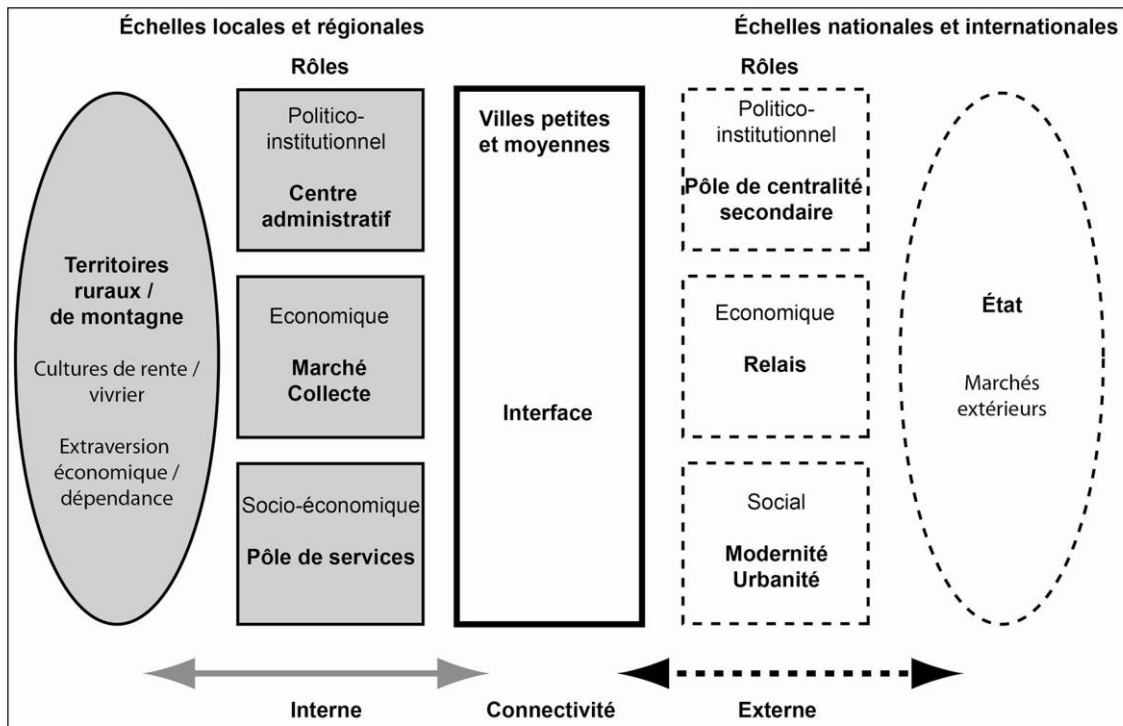 Échelles locales et régionales
Échelles nationales et internationales
Rôles
Rôles
Territoires
ruraux /
de montagne
Cultures de rente /
vivrier
Extraversion
économique /
dépendance
Politico-
institutionnel
Centre
administratif
Economique
Marché
Collecte
Socio-économique
Pôle de services
Villes petites
et moyennes
Interface
Politico-
institutionnel
Pôle de centralité
secondaire
Economique
Relais
Social
Modernité
Urbanité
État
Marchés
extérieurs
Interne
Connectivité
Externe